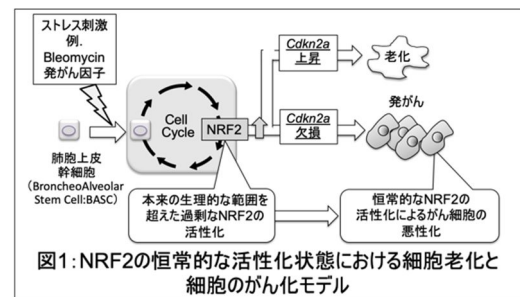 ストレス刺激
例.
Bleomycin
発がん因子
肺胞上皮
幹細胞
(BroncheoAlveolar
Stem Cell:BASC)
Cell
Cycle
NRF2
Cdkn2a
上昇
老化
Cdkn2a
欠損
発がん
本来の生理的な範囲を
超えた過剰なNRF2の
活性化
恒常的なNRF2の
活性化によるがん細胞の
悪性化
図1:NRF2の恒常的な活性化状態における細胞老化と
細胞のがん化モデル